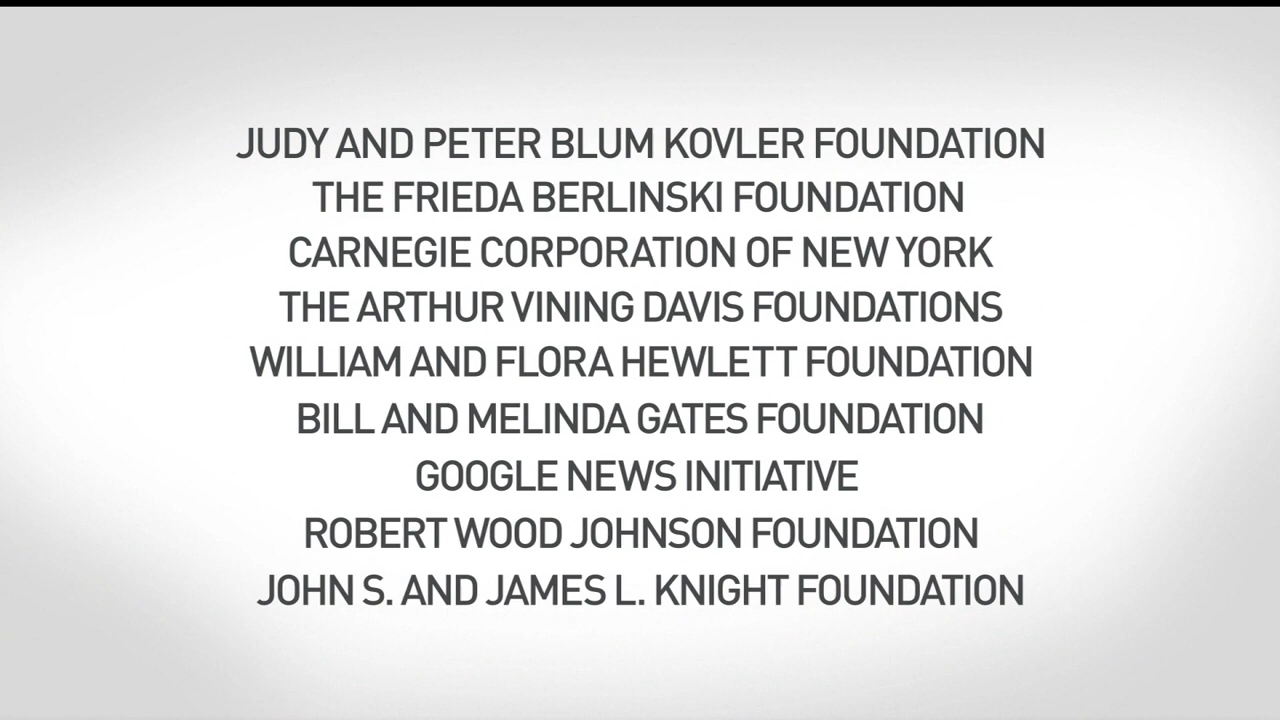 JUDY AND PETER BLUM KOVLER FOUNDATION
THE FRIEDA BERLINSKI FOUNDATION
CARNEGIE CORPORATION OF NEW YORK
THE ARTHUR VINING DAVIS FOUNDATIONS
WILLIAM AND FLORA HEWLETT FOUNDATION
BILL AND MELINDA GATES FOUNDATION
GOOGLE NEWS INITIATIVE
ROBERT WOOD JOHNSON FOUNDATION
JOHN S. AND JAMES L. KNIGHT FOUNDATION